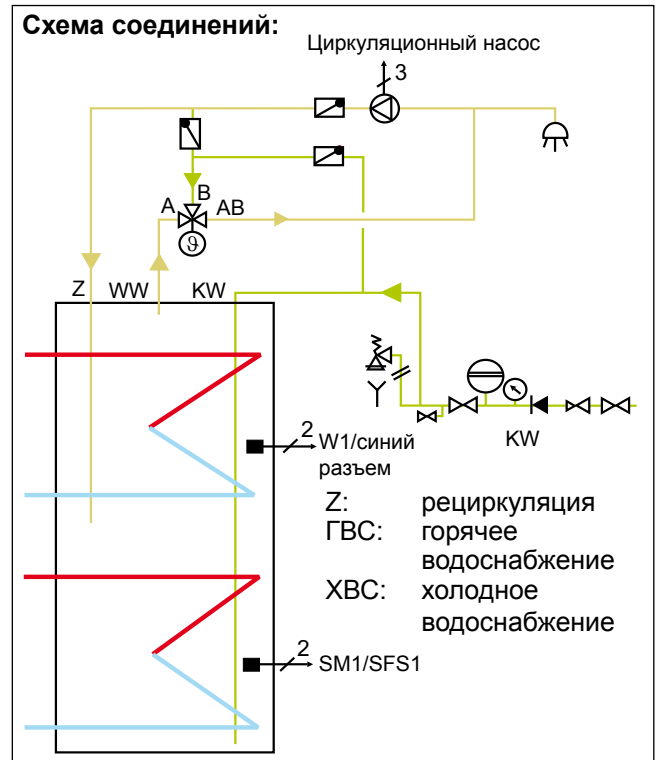 Схема соединений:
Циркуляционный насос
3
B
A
AB
ϑ
Z WW KW
KW
2
W1/синий
разъем
Z: рециркуляция
ГВС: горячее
водоснабжение
ХВС: холодное
водоснабжение
2
SM1/SFS1